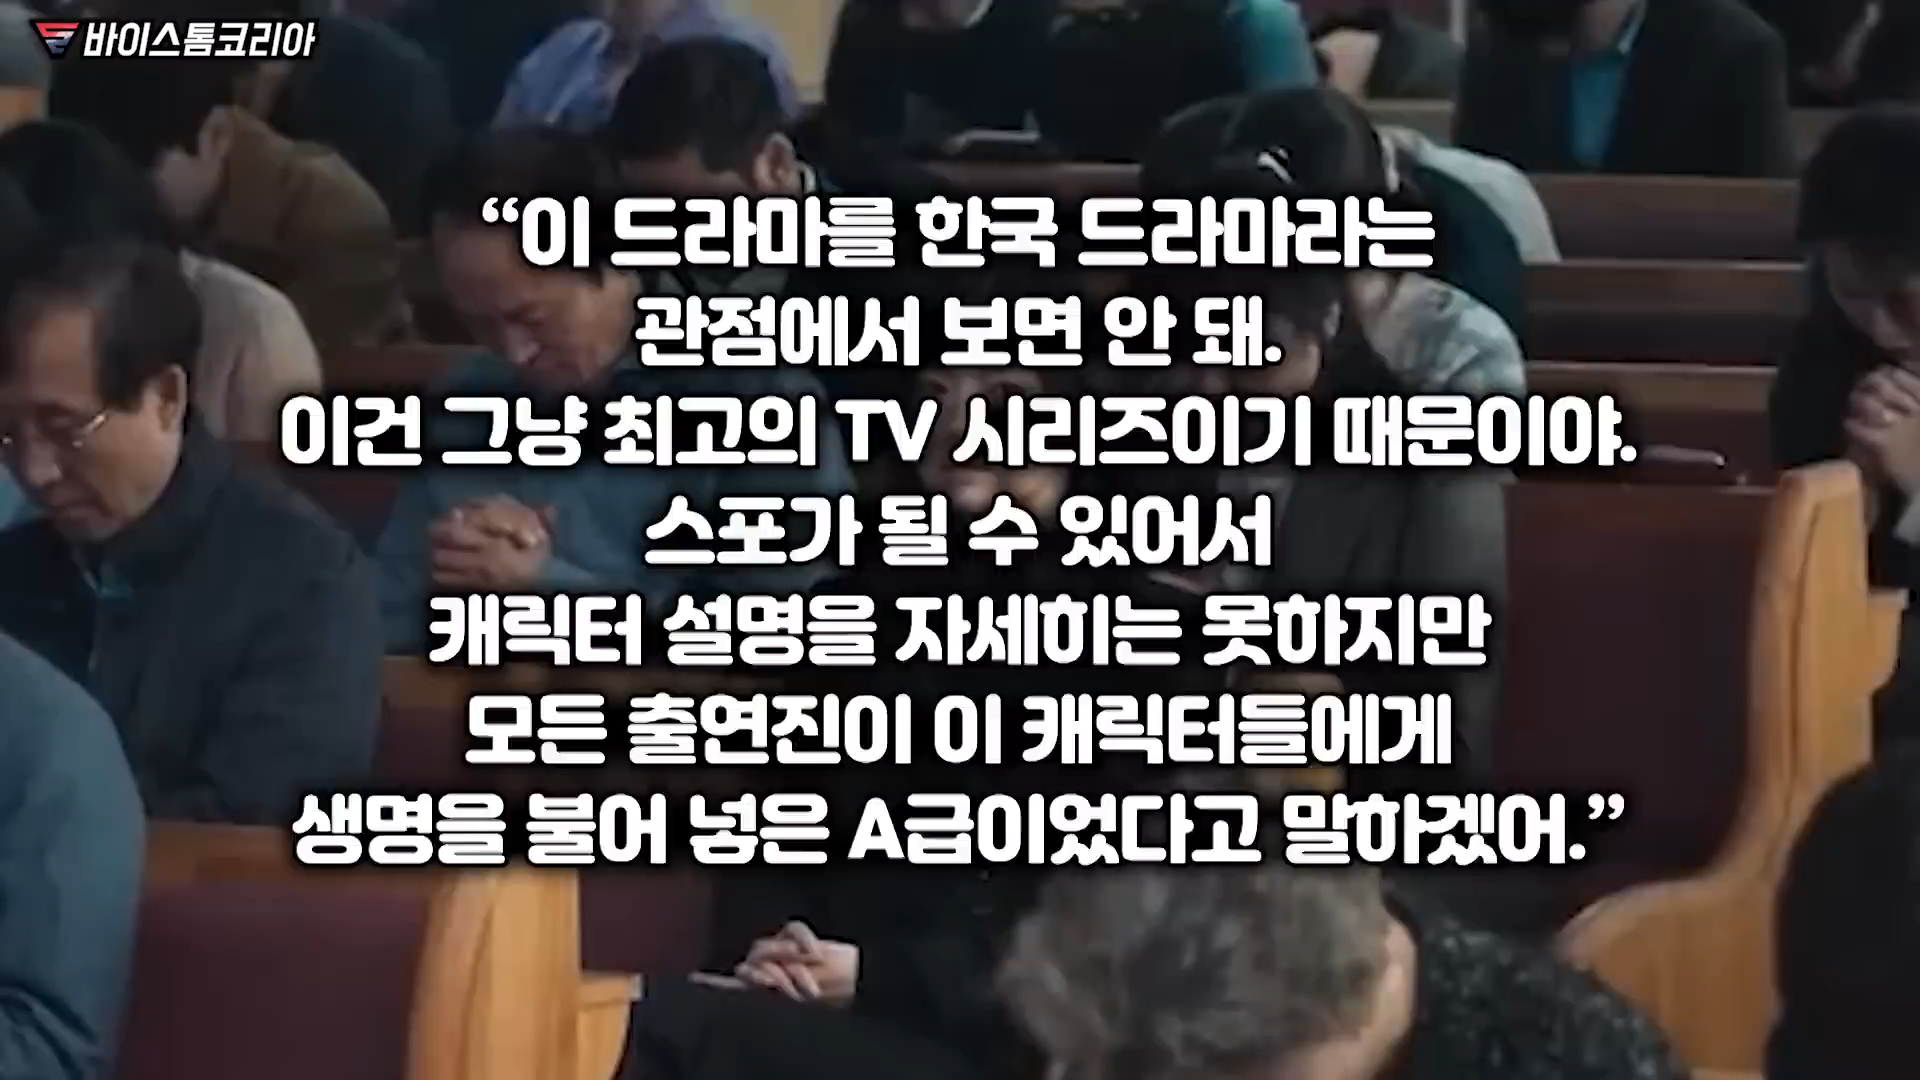 바이스톰코리아
“이 드라마를 한국 드라마라는
관점에서 보면 안 돼.
이건 그냥 최고의 TV 시리즈이기 때문이야.
스포가 될 수 있어서
캐릭터 설명을 자세히는 못하지만
모든 출연진이 이 캐릭터들에게
생명을 불어 넣은 A급이었다고 말하겠어.”